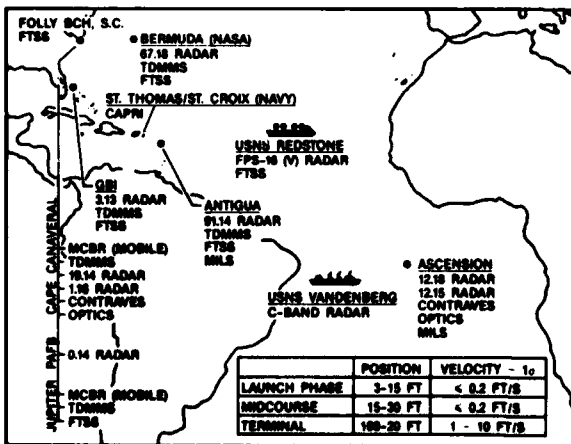 FOLLY BCH, S.C.
FTSS
BERMUDA (NASA)
67.18 RADAR
TDMMS
FTSS
ST. THOMAS/ST. CROIX (NAVY)
CAPRI
USNS REDSTONE
FPS-16 (V) RADAR
FTSS
GBI
3.13 RADAR
TDMMS
FTSS
ANTIGUA
91.14 RADAR
TDMMS
FTSS
MILS
CAPE CANAVERAL
MCBR (MOBILE)
TDMMS
19.14 RADAR
1.16 RADAR
CONTRAVES
OPTICS
PAFB
0.14 RADAR
JUPITER
MCBR (MOBILE)
TDMMS
FTSS
USNS VANDENBERG
C-BAND RADAR
ASCENSION
12.18 RADAR
12.15 RADAR
CONTRAVES
OPTICS
MILS
POSITION VELOCITY - 1σ
LAUNCH PHASE 3-15 FT < 0.2 FT/S
MIDCOURSE 15-30 FT < 0.2 FT/S
TERMINAL 20 FT 1 - 10 FT/S